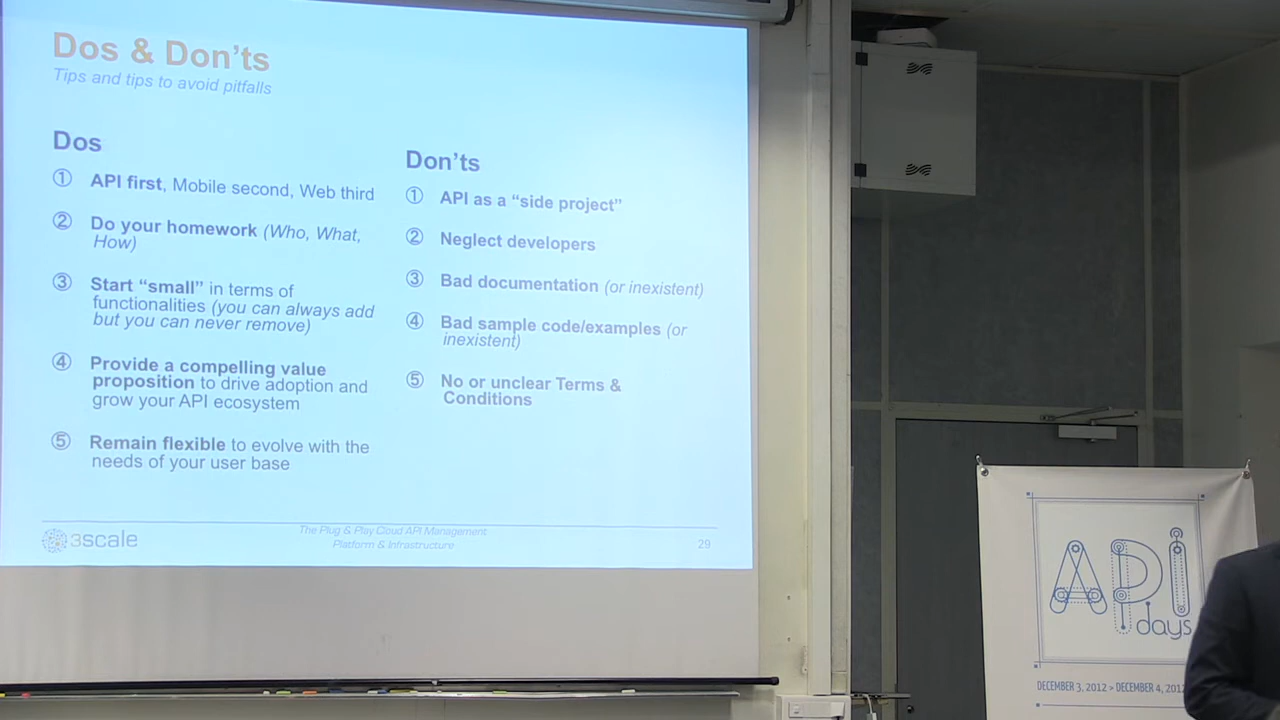 Dos & Don'ts
Tips and tips to avoid pitfalls
Dos
① API first, Mobile second, Web third
② Do your homework (Who, What,
How)
③ Start “small” in terms of
functionalities (you can always add
but you can never remove)
④ Provide a compelling value
proposition to drive adoption and
grow your API ecosystem
⑤ Remain flexible to evolve with the
needs of your user base
Don'ts
① API as a “side project”
② Neglect developers
③ Bad documentation (or inexistent)
④ Bad sample code/examples (or
inexistent)
⑤ No or unclear Terms &
Conditions
3scale
The Plug & Play Cloud API Management
Platform & Infrastructure
29
API
days
DECEMBER 3, 2012 > DECEMBER 4, 2012